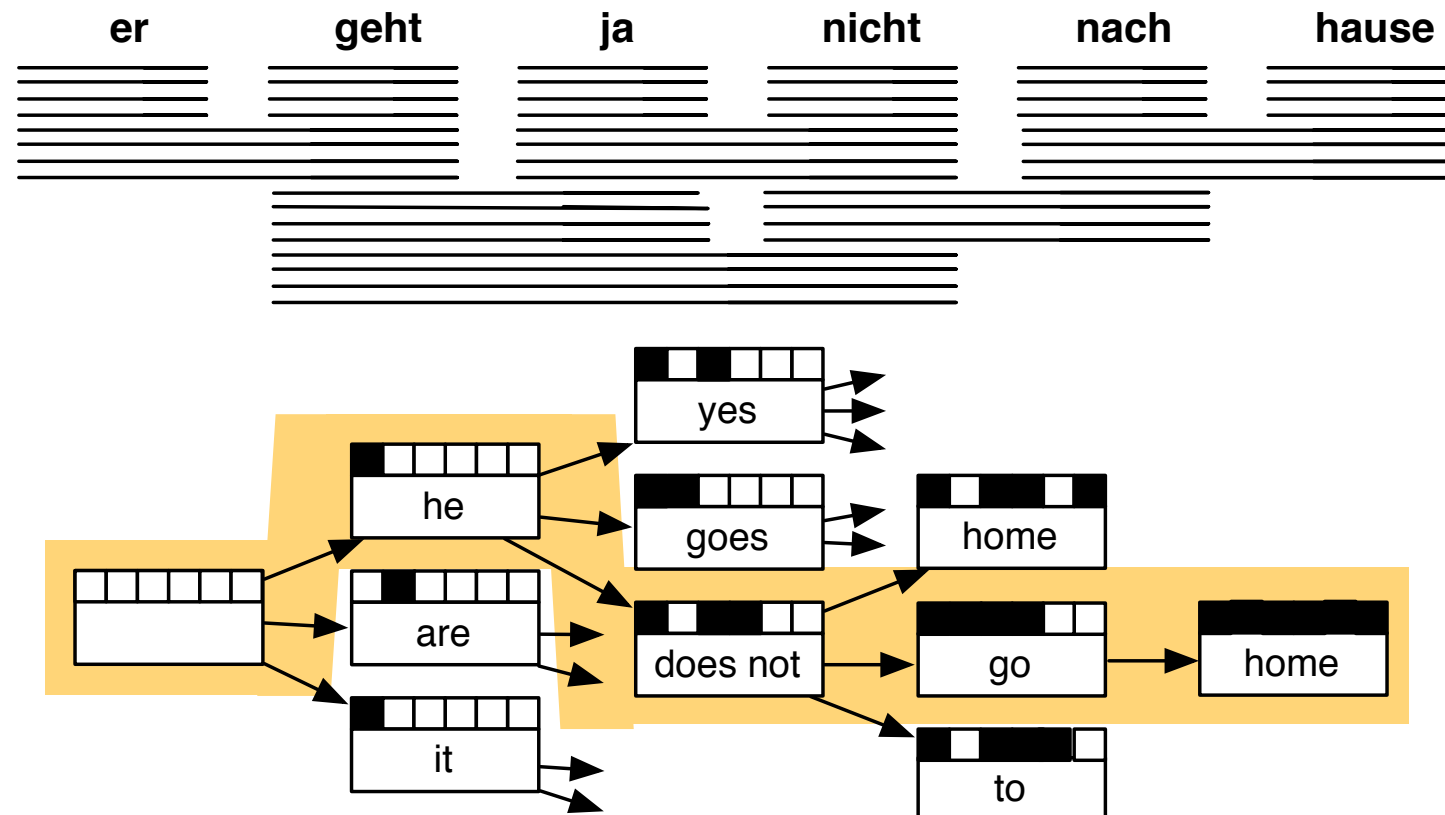 er geht ja nicht nach hause
yes
he
goes
home
are
does not
go
home
it
to